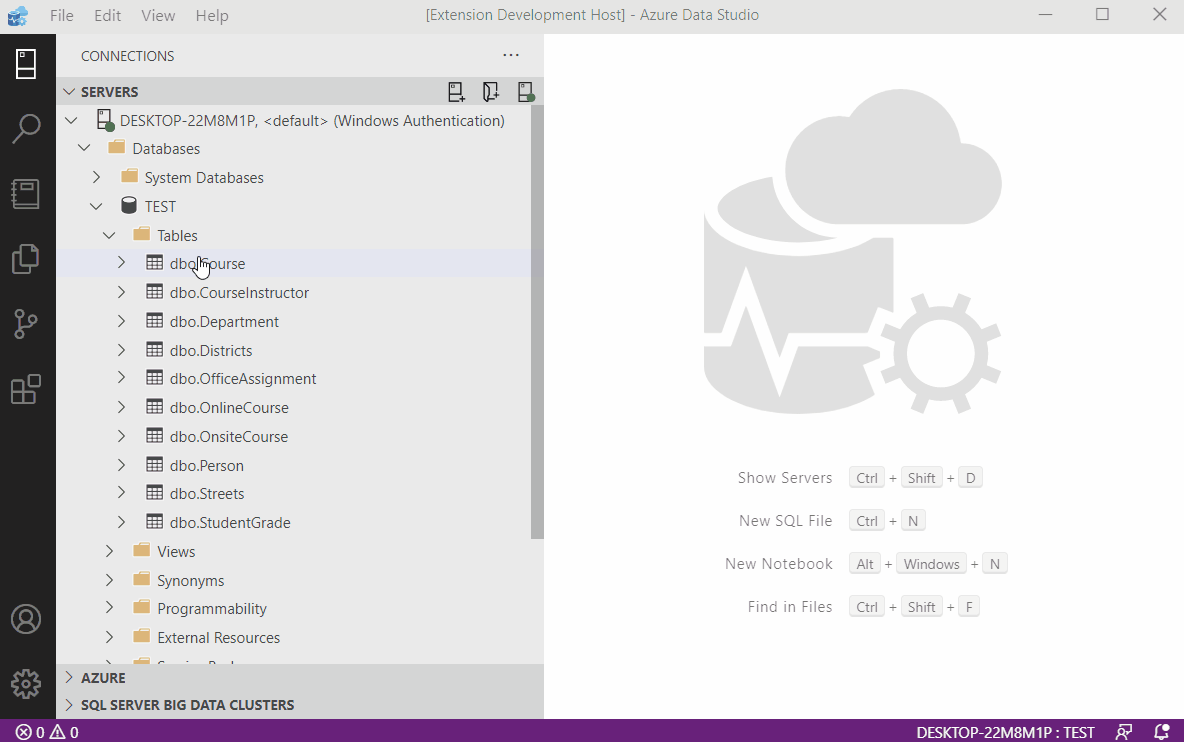 File Edit View Help [Extension Development Host] - Azure Data Studio
CONNECTIONS
SERVERS
DESKTOP-22M8M1P, <default> (Windows Authentication)
Databases
System Databases
TEST
Tables
dbo.Course
dbo.CourseInstructor
dbo.Department
dbo.Districts
dbo.OfficeAssignment
dbo.OnlineCourse
dbo.OnsiteCourse
dbo.Person
dbo.Streets
dbo.StudentGrade
Views
Synonyms
Programmability
External Resources
AZURE
SQL SERVER BIG DATA CLUSTERS
Show Servers Ctrl + Shift + D
New SQL File Ctrl + N
New Notebook Alt + Windows + N
Find in Files Ctrl + Shift + F
0 0 DESKTOP-22M8M1P : TEST